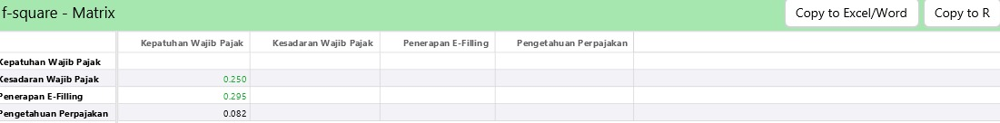 f-square - Matrix Copy to Excel/Word Copy to R
Kepatuhan Wajib Pajak Kesadaran Wajib Pajak Penerapan E-Filling Pengetahuan Perpajakan
Kepatuhan Wajib Pajak
Kesadaran Wajib Pajak 0.250
Penerapan E-Filling 0.295
Pengetahuan Perpajakan 0.082